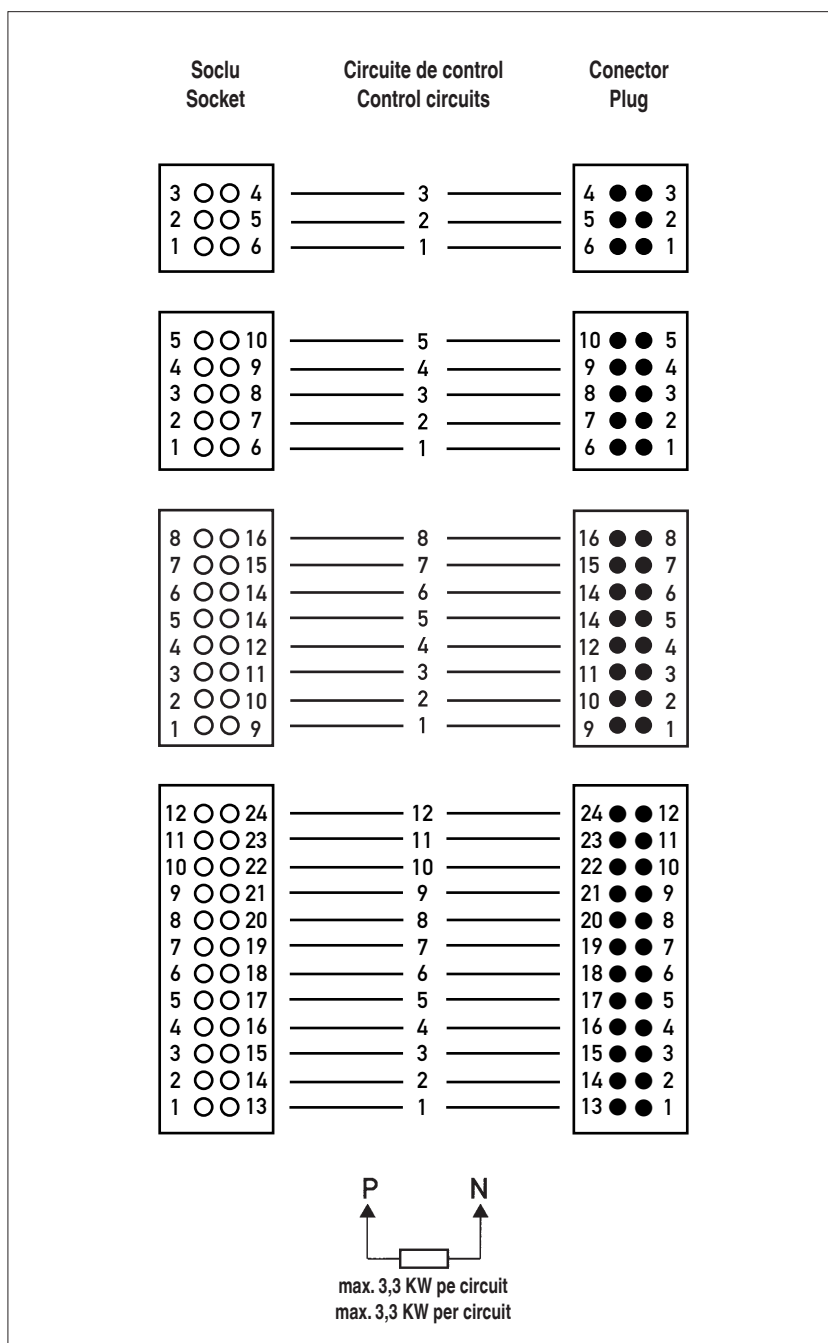 Soclu Circuite de control Conector
Socket Control circuits Plug
3 4 3 4 3
2 5 2 5 2
1 6 1 6 1
5 10 5 10 5
4 9 4 9 4
3 8 3 8 3
2 7 2 7 2
1 6 1 6 1
8 16 8 16 8
7 15 7 15 7
6 14 6 14 6
5 14 5 14 5
4 12 4 12 4
3 11 3 11 3
2 10 2 10 2
1 9 1 9 1
12 24 12 24 12
11 23 11 23 11
10 22 10 22 10
9 21 9 21 9
8 20 8 20 8
7 19 7 19 7
6 18 6 18 6
5 17 5 17 5
4 16 4 16 4
3 15 3 15 3
2 14 2 14 2
1 13 1 13 1
P N
max. 3,3 KW pe circuit
max. 3,3 KW per circuit